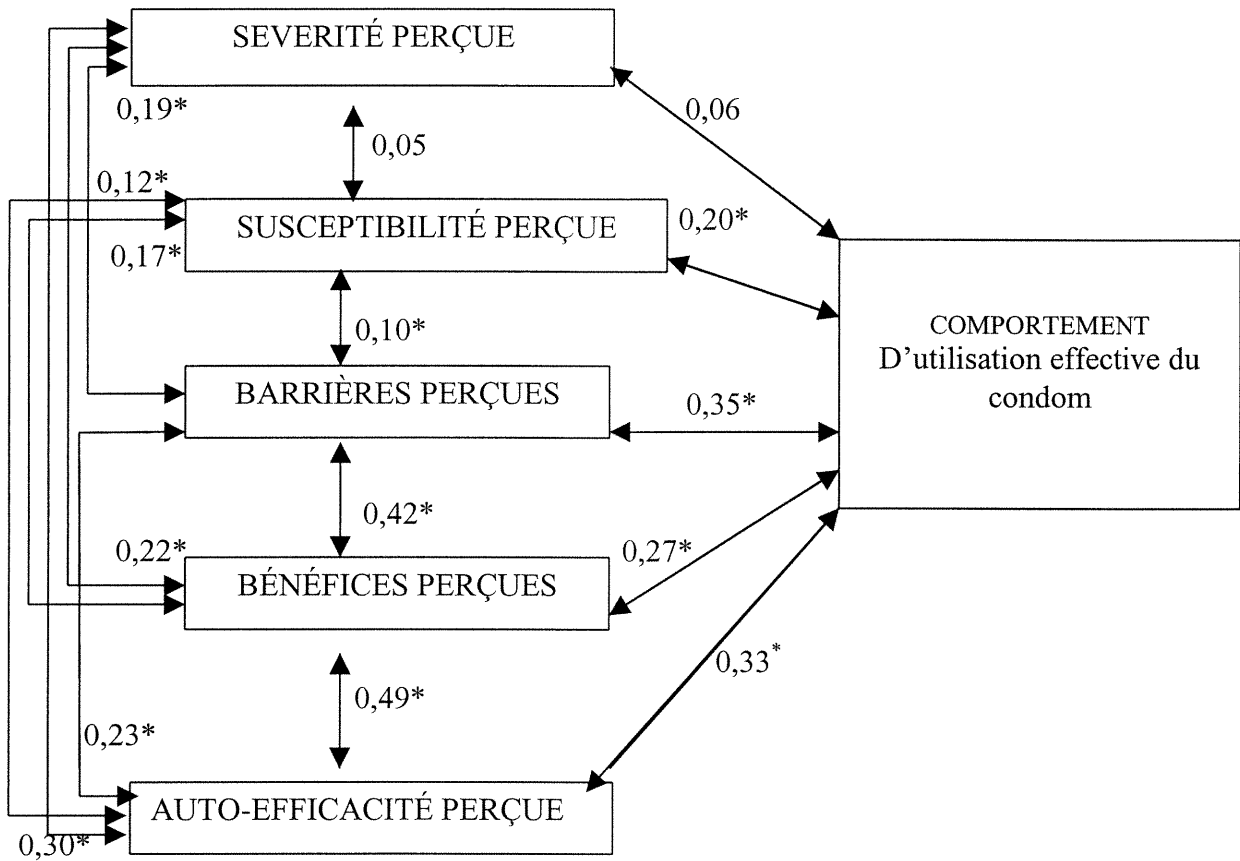 SEVERITÉ PERÇUE
0,19*
0,05
0,06
0,12*
SUSCEPTIBILITÉ PERÇUE
0,20*
0,17*
0,10*
COMPORTEMENT
D'utilisation effective du
condom
BARRIÈRES PERÇUES
0,35*
0,42*
0,22*
BÉNÉFICES PERÇUES
0,27*
0,49*
0,33*
0,23*
AUTO-EFFICACITÉ PERÇUE
0,30*